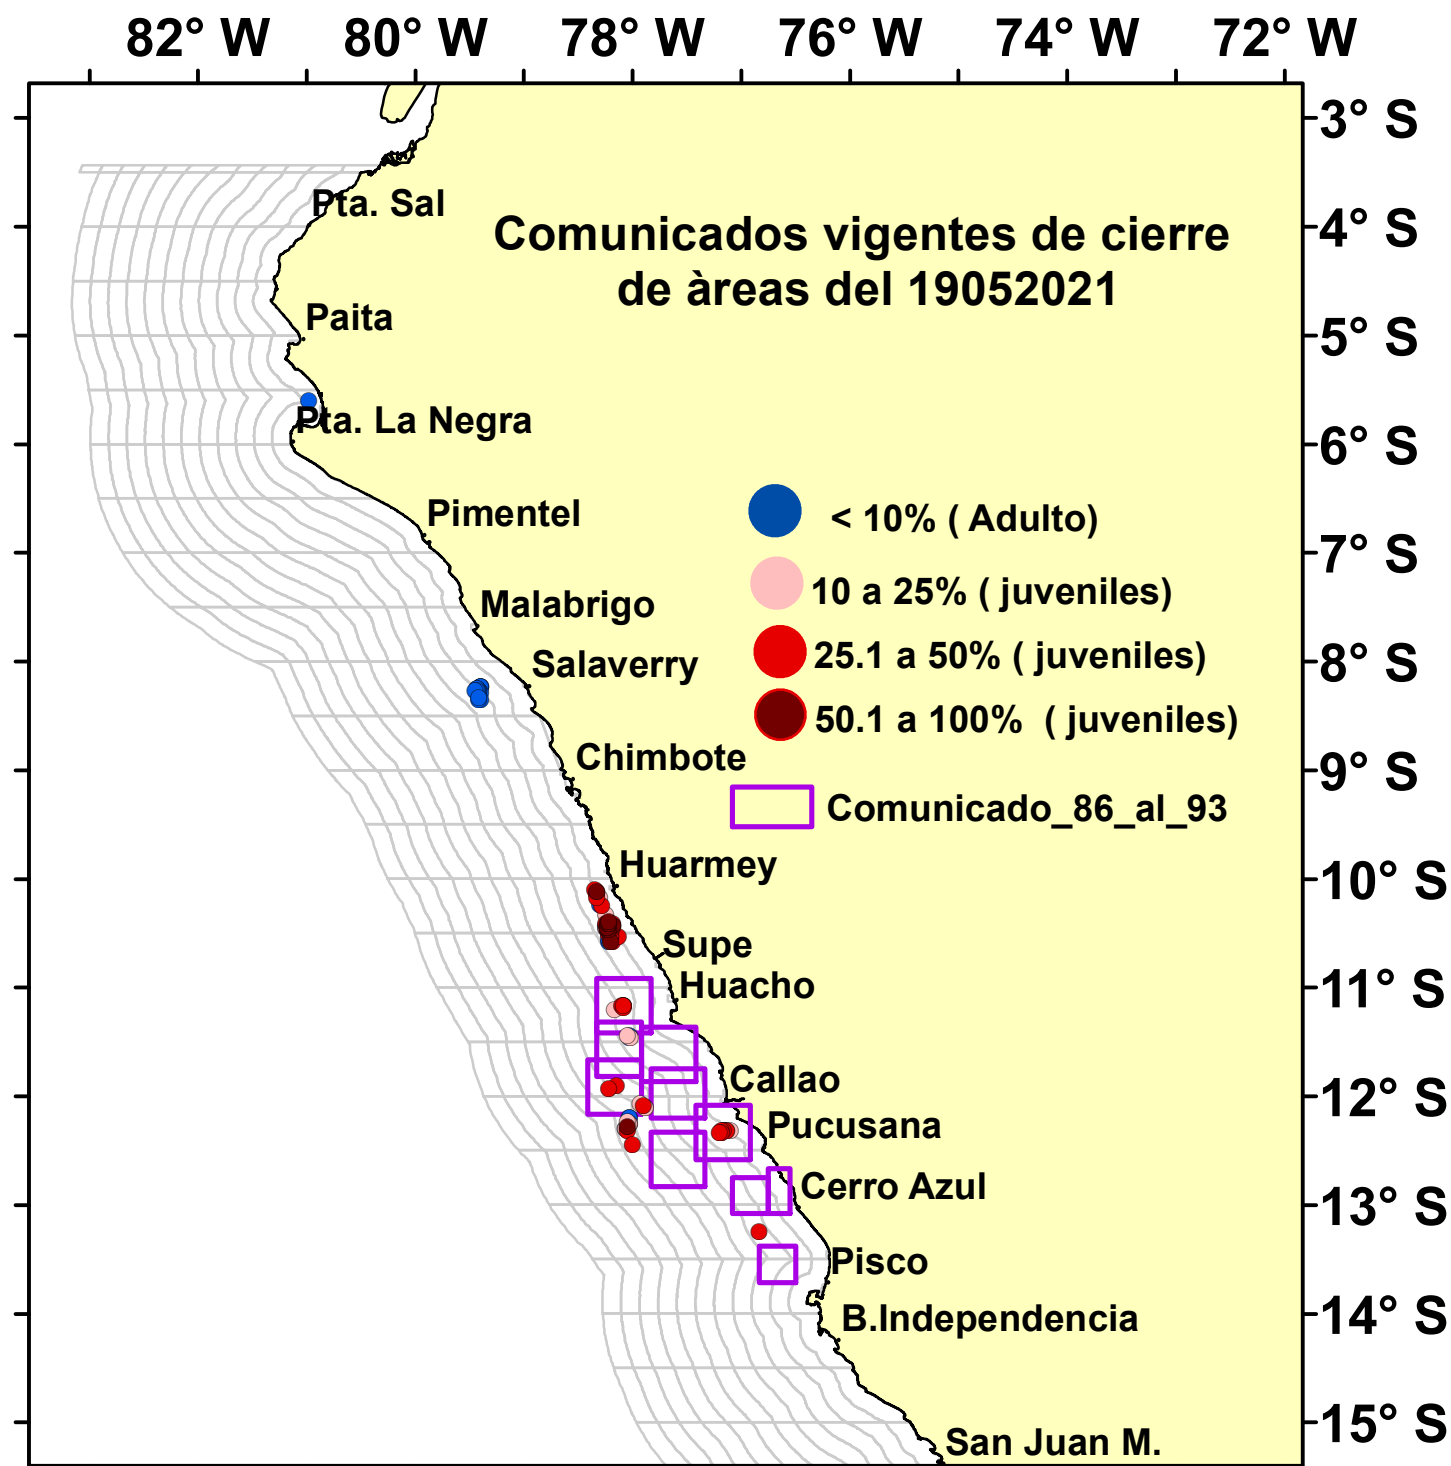 82° W 80° W 78° W 76° W 74° W 72° W
3° S
Pta. Sal
4° S
Comunicados vigentes de cierre
de àreas del 19052021
Paita
5° S
Pta. La Negra
6° S
Pimentel
< 10% ( Adulto)
7° S
Malabrigo
10 a 25% ( juveniles)
Salaverry
25.1 a 50% ( juveniles)
8° S
50.1 a 100% ( juveniles)
Chimbote
9° S
Comunicado_86_al_93
Huarmey
10° S
Supe
Huacho
11° S
Callao
12° S
Pucusana
Cerro Azul
13° S
Pisco
14° S
B.Independencia
15° S
San Juan M.